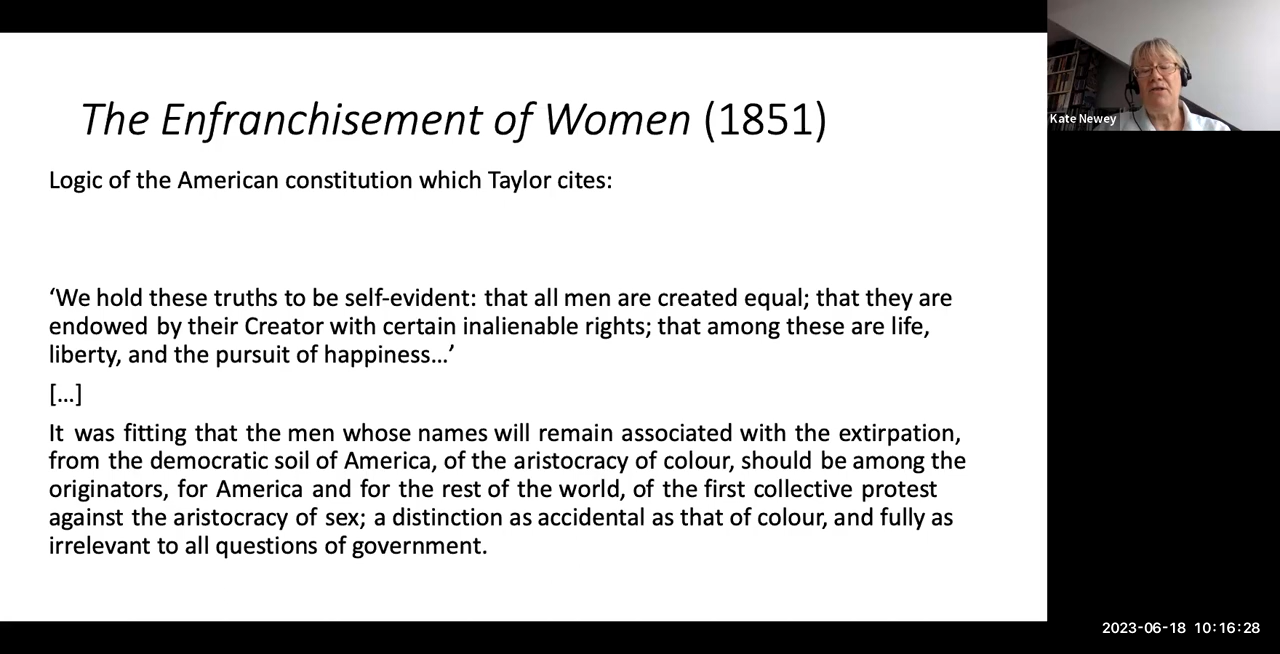 The Enfranchisement of Women (1851)
Logic of the American constitution which Taylor cites:
‘We hold these truths to be self-evident: that all men are created equal; that they are
endowed by their Creator with certain inalienable rights; that among these are life,
liberty, and the pursuit of happiness…’
[…]
It was fitting that the men whose names will remain associated with the extirpation,
from the democratic soil of America, of the aristocracy of colour, should be among the
originators, for America and for the rest of the world, of the first collective protest
against the aristocracy of sex; a distinction as accidental as that of colour, and fully as
irrelevant to all questions of government.
Kate Newey
2023-06-18 10:16:28